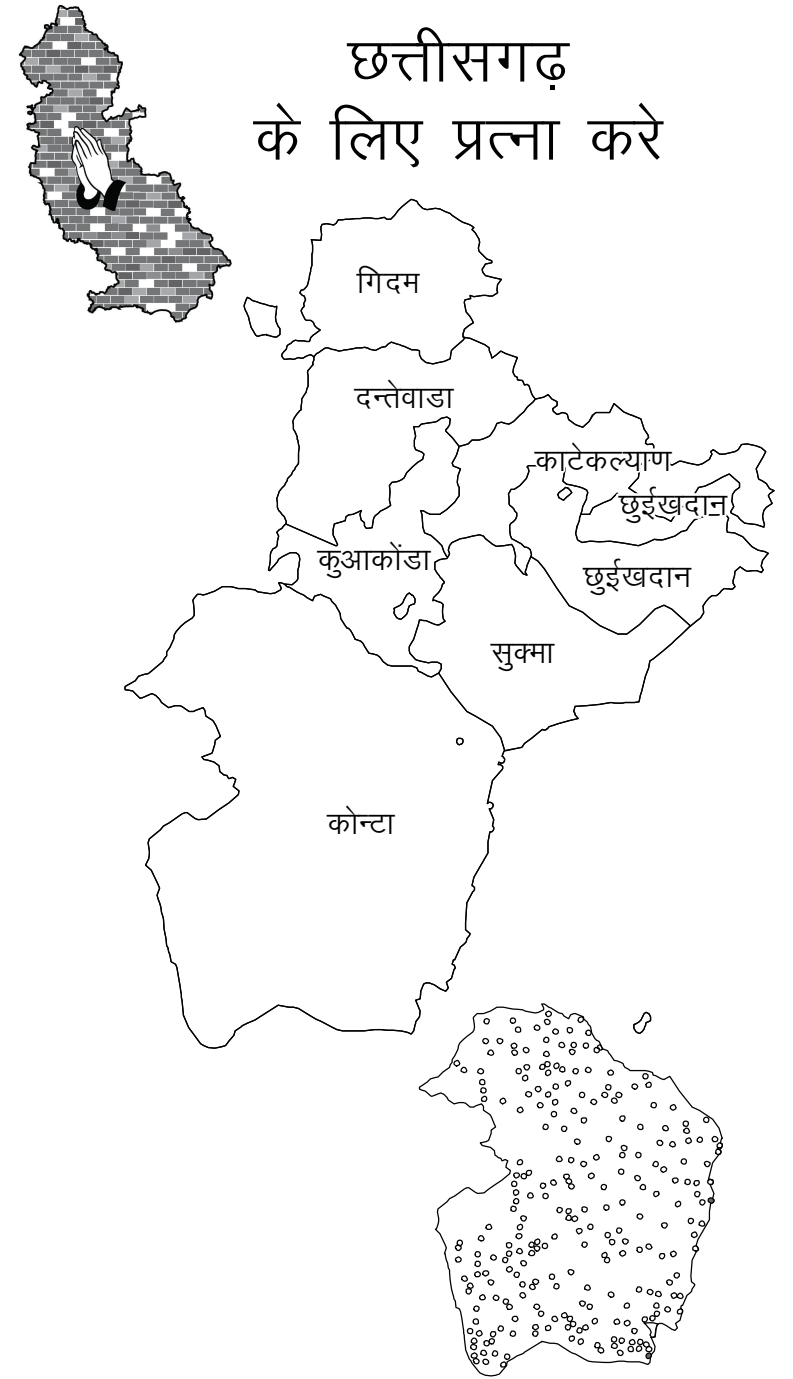 छत्तीसगढ़
के लिए प्रत्ना करे
गिदम
दन्तेवाडा
काटेकल्याण
छुईखदान
कुआकोंडा
छुईखदान
सुक्मा
कोन्टा